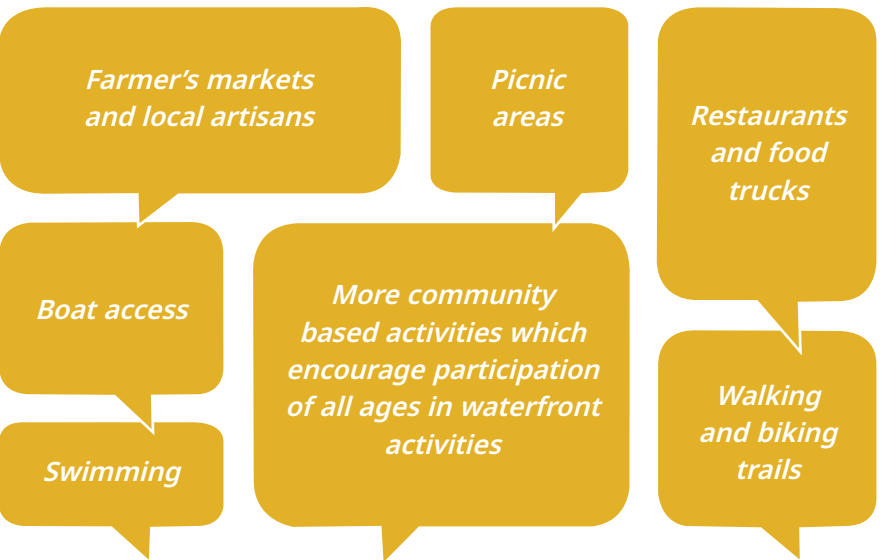 Farmer’s markets
and local artisans
Picnic
areas
Restaurants
and food
trucks
Boat access
More community
based activities which
encourage participation
of all ages in waterfront
activities
Walking
and biking
trails
Swimming